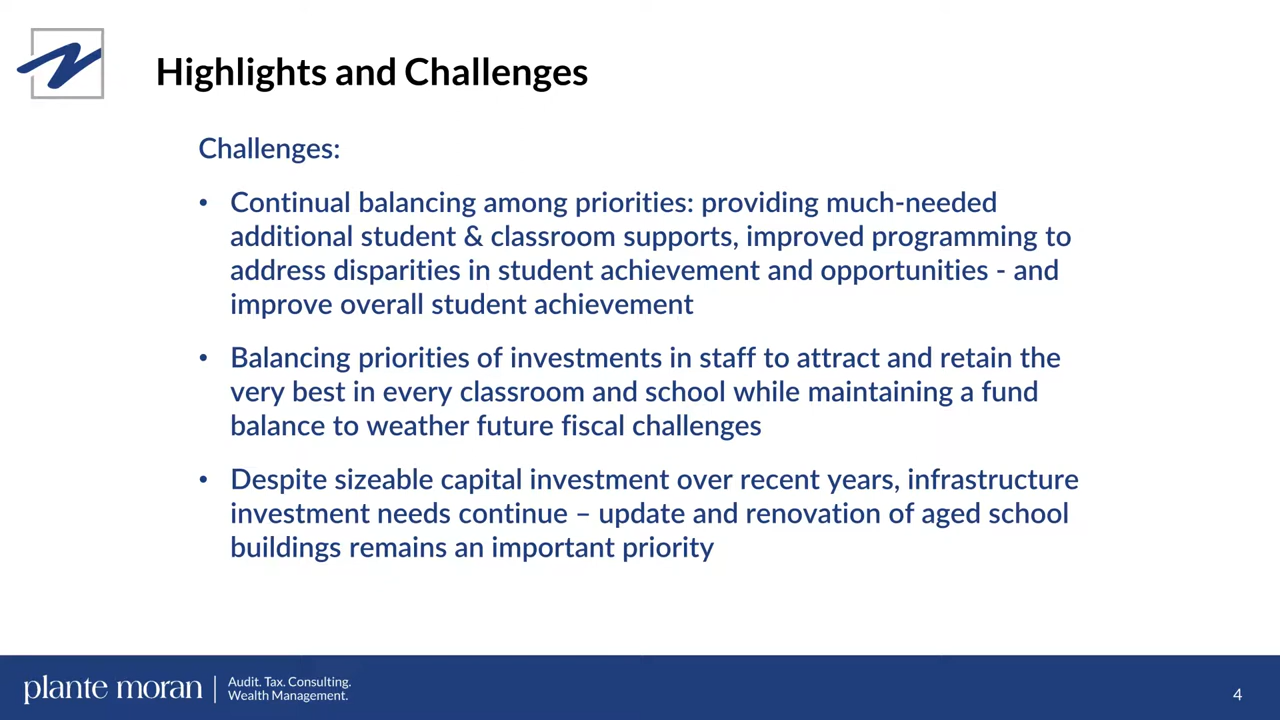 Highlights and Challenges
Challenges:
• Continual balancing among priorities: providing much-needed
additional student & classroom supports, improved programming to
address disparities in student achievement and opportunities - and
improve overall student achievement
• Balancing priorities of investments in staff to attract and retain the
very best in every classroom and school while maintaining a fund
balance to weather future fiscal challenges
• Despite sizeable capital investment over recent years, infrastructure
investment needs continue – update and renovation of aged school
buildings remains an important priority
plante moran | Audit. Tax. Consulting.
Wealth Management.
4